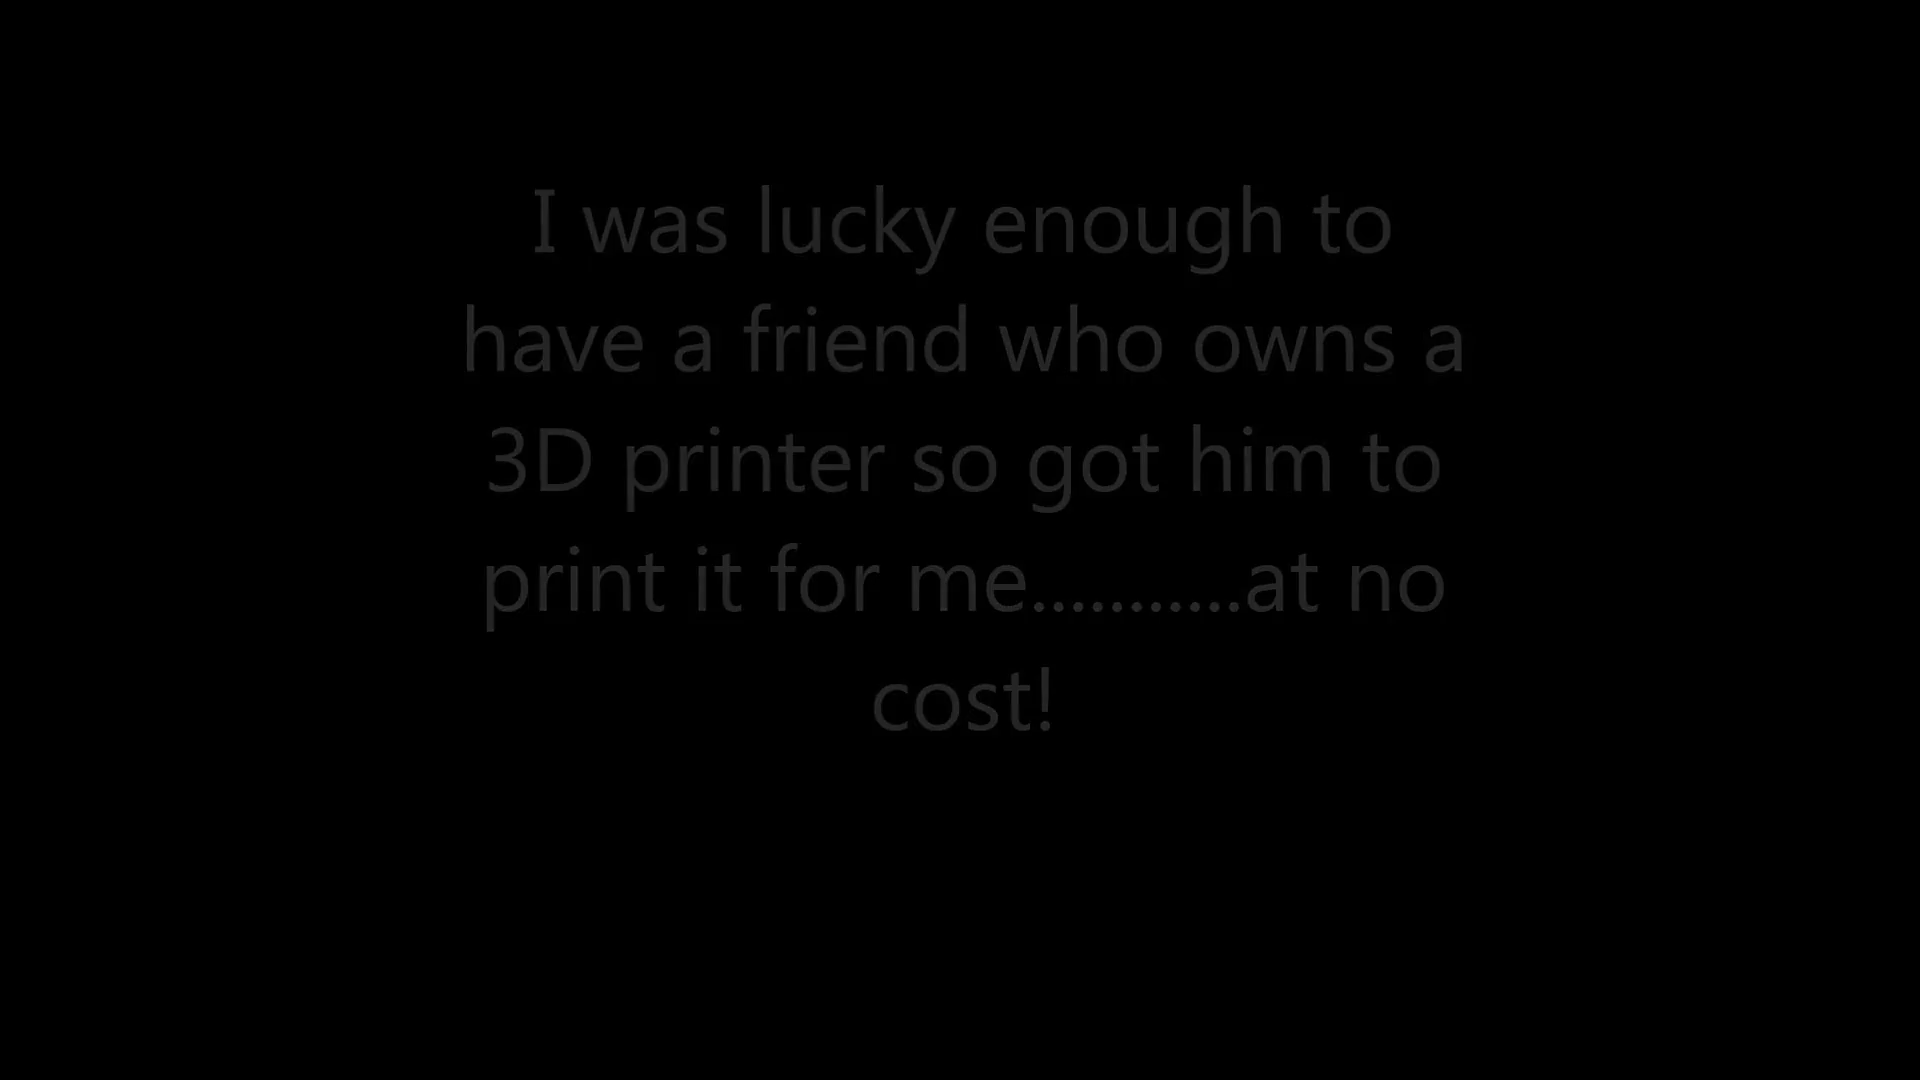 I was lucky enough to
have a friend who owns a
3D printer so got him to
print it for me...........at no
cost!